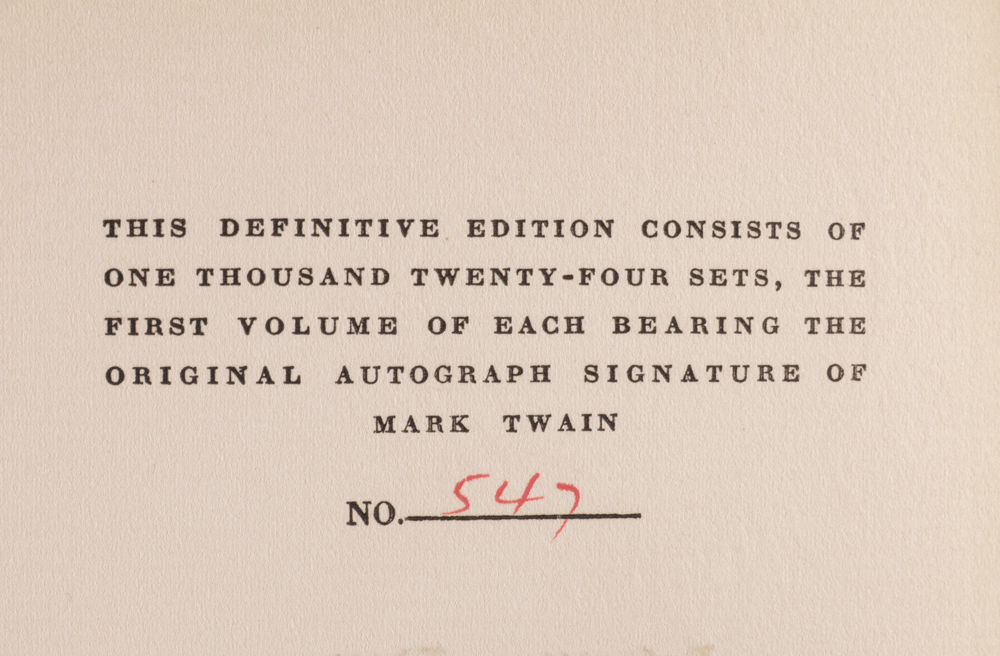 THIS DEFINITIVE EDITION CONSISTS OF
ONE THOUSAND TWENTY-FOUR SETS, THE
FIRST VOLUME OF EACH BEARING THE
ORIGINAL AUTOGRAPH SIGNATURE OF
MARK TWAIN
NO. 547